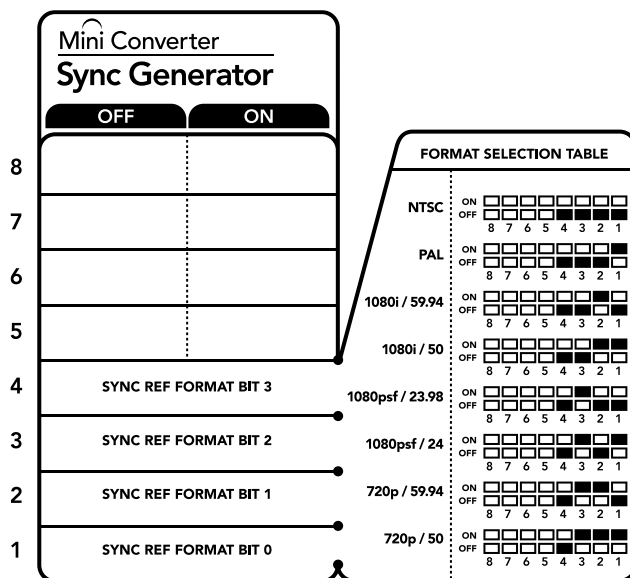 Mini Converter
Sync Generator
OFF ON
8
7
6
5
4 SYNC REF FORMAT BIT 3
3 SYNC REF FORMAT BIT 2
2 SYNC REF FORMAT BIT 1
1 SYNC REF FORMAT BIT 0
FORMAT SELECTION TABLE
NTSC
ON
OFF
8 7 6 5 4 3 2 1
PAL
ON
OFF
8 7 6 5 4 3 2 1
1080i / 59.94
ON
OFF
8 7 6 5 4 3 2 1
1080i / 50
ON
OFF
8 7 6 5 4 3 2 1
1080psf / 23.98
ON
OFF
8 7 6 5 4 3 2 1
1080psf / 24
ON
OFF
8 7 6 5 4 3 2 1
720p / 59.94
ON
OFF
8 7 6 5 4 3 2 1
720p / 50
ON
OFF
8 7 6 5 4 3 2 1